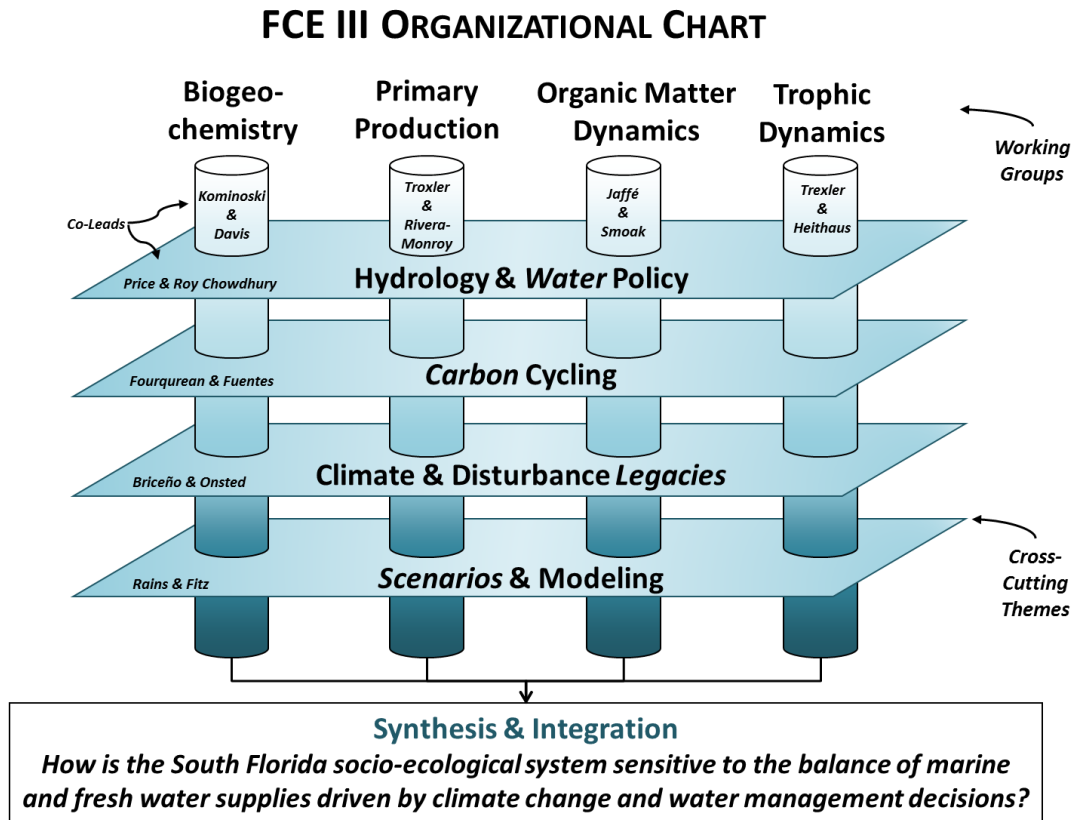 FCE III ORGANIZATIONAL CHART
Biogeo-
chemistry
Primary
Production
Organic Matter
Dynamics
Trophic
Dynamics
Working
Groups
Co-Leads
Kominoski
&
Davis
Troxler
&
Rivera-
Monroy
Jaffé
&
Smoak
Trexler
&
Heithaus
Price & Roy Chowdhury
Hydrology & Water Policy
Fourqurean & Fuentes
Carbon Cycling
Briceño & Onsted
Climate & Disturbance Legacies
Rains & Fitz
Scenarios & Modeling
Cross-
Cutting
Themes
Synthesis & Integration
How is the South Florida socio-ecological system sensitive to the balance of marine
and fresh water supplies driven by climate change and water management decisions?